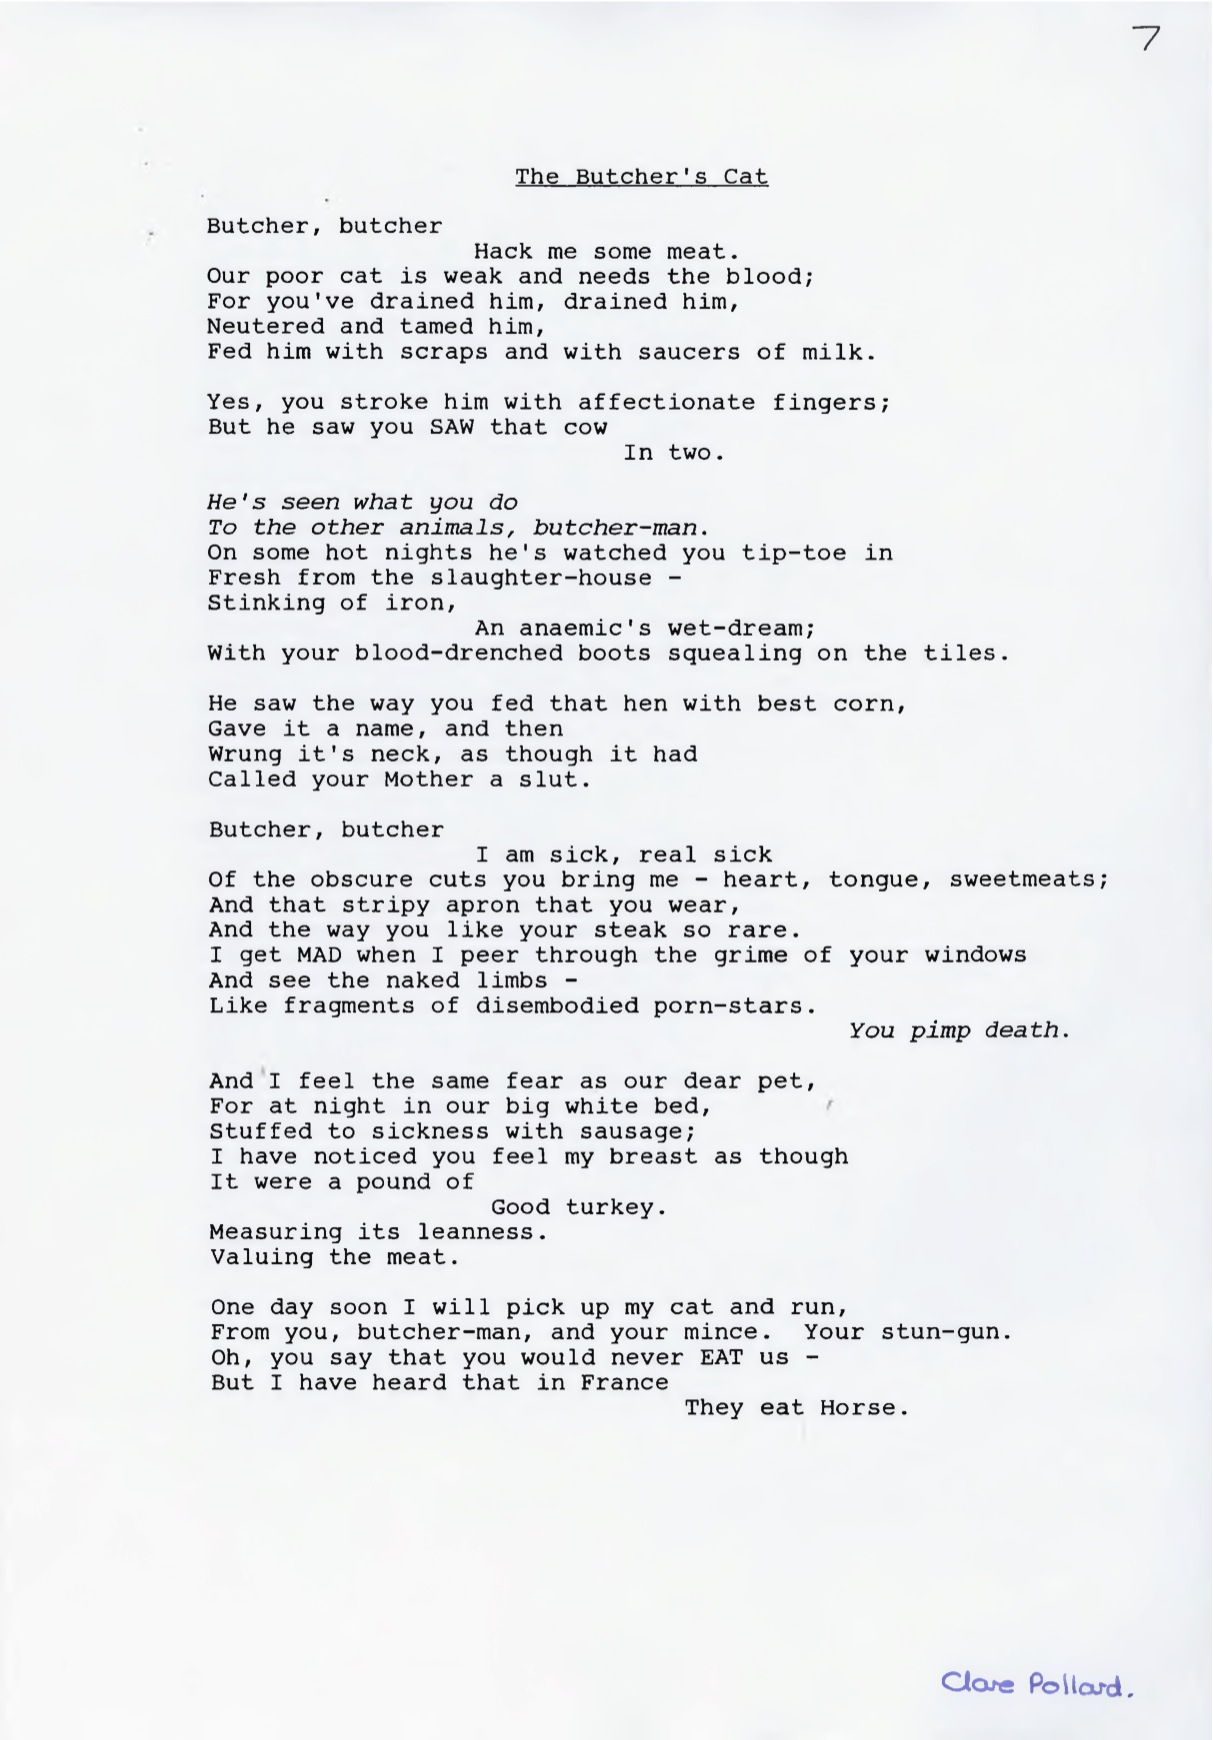 7
The Butcher's Cat
Butcher, butcher
Hack me some meat.
Our poor cat is weak and needs the blood;
For you've drained him, drained him,
Neutered and tamed him,
Fed him with scraps and with saucers of milk.
Yes, you stroke him with affectionate fingers;
But he saw you SAW that cow
In two.
He's seen what you do
To the other animals, butcher-man.
On some hot nights he's watched you tip-toe in
Fresh from the slaughter-house -
Stinking of iron,
An anaemic's wet-dream;
With your blood-drenched boots squealing on the tiles.
He saw the way you fed that hen with best corn,
Gave it a name, and then
Wrung it's neck, as though it had
Called your Mother a slut.
Butcher, butcher
I am sick, real sick
Of the obscure cuts you bring me - heart, tongue, sweetmeats;
And that stripy apron that you wear,
And the way you like your steak so rare.
I get MAD when I peer through the grime of your windows
And see the naked limbs -
Like fragments of disembodied porn-stars.
You pimp death.
And I feel the same fear as our dear pet,
For at night in our big white bed,
Stuffed to sickness with sausage;
I have noticed you feel my breast as though
It were a pound of
Good turkey.
Measuring its leanness.
Valuing the meat.
One day soon I will pick up my cat and run,
From you, butcher-man, and your mince.  Your stun-gun.
Oh, you say that you would never EAT us -
But I have heard that in France
They eat Horse.
Clare Pollard.